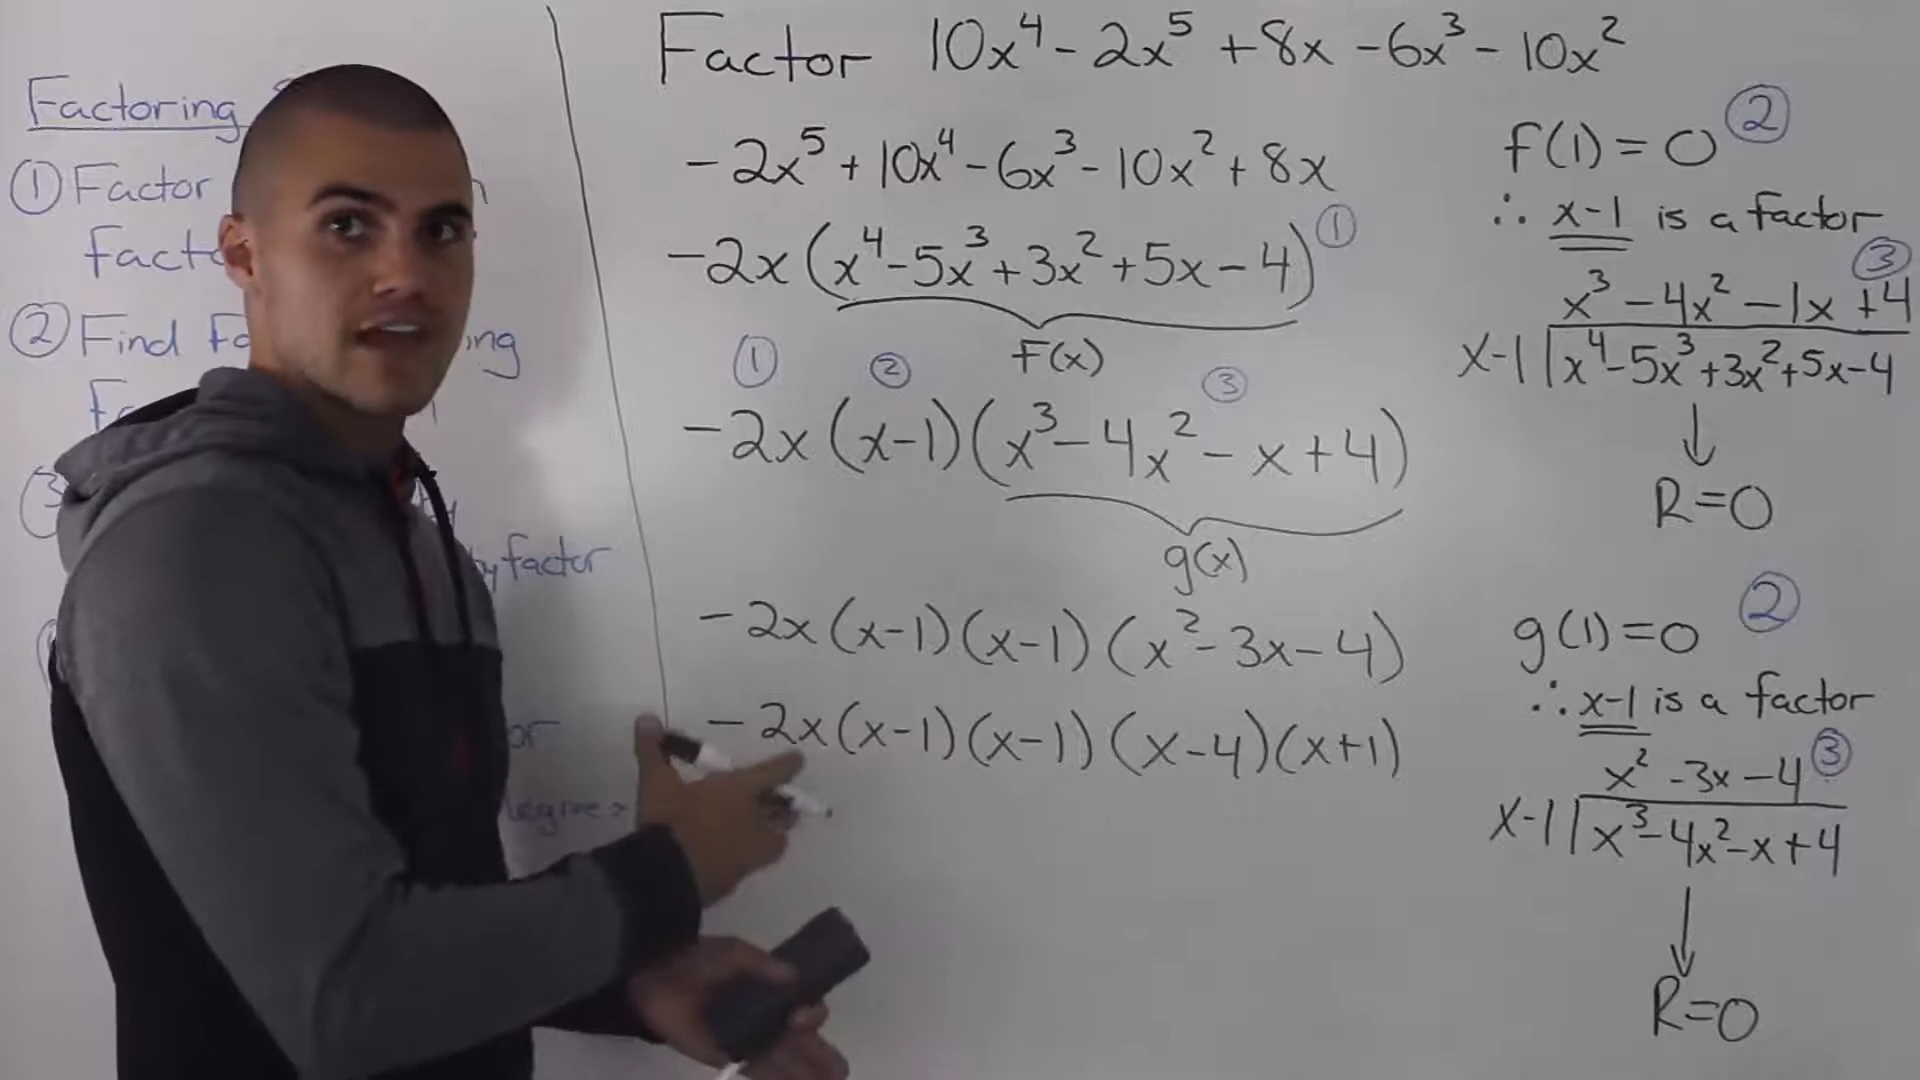 Factoring
① Factor
② Find
ing
③
factor
or
degree >
Factor 10x⁴ - 2x⁵ + 8x - 6x³ - 10x²
-2x⁵ + 10x⁴ - 6x³ - 10x² + 8x
-2x(x⁴ - 5x³ + 3x² + 5x - 4) ①
f(x)
① ② ③
-2x(x-1)(x³ - 4x² - x + 4)
g(x)
-2x(x-1)(x-1)(x² - 3x - 4)
-2x(x-1)(x-1)(x-4)(x+1)
f(1) = 0 ②
∴ x-1 is a factor
③
x³ - 4x² - 1x + 4
x-1 x⁴ - 5x³ + 3x² + 5x - 4
↓
R=0
g(1)=0 ②
∴ x-1 is a factor
x² - 3x - 4 ③
x-1 x³ - 4x² - x + 4
↓
R=0